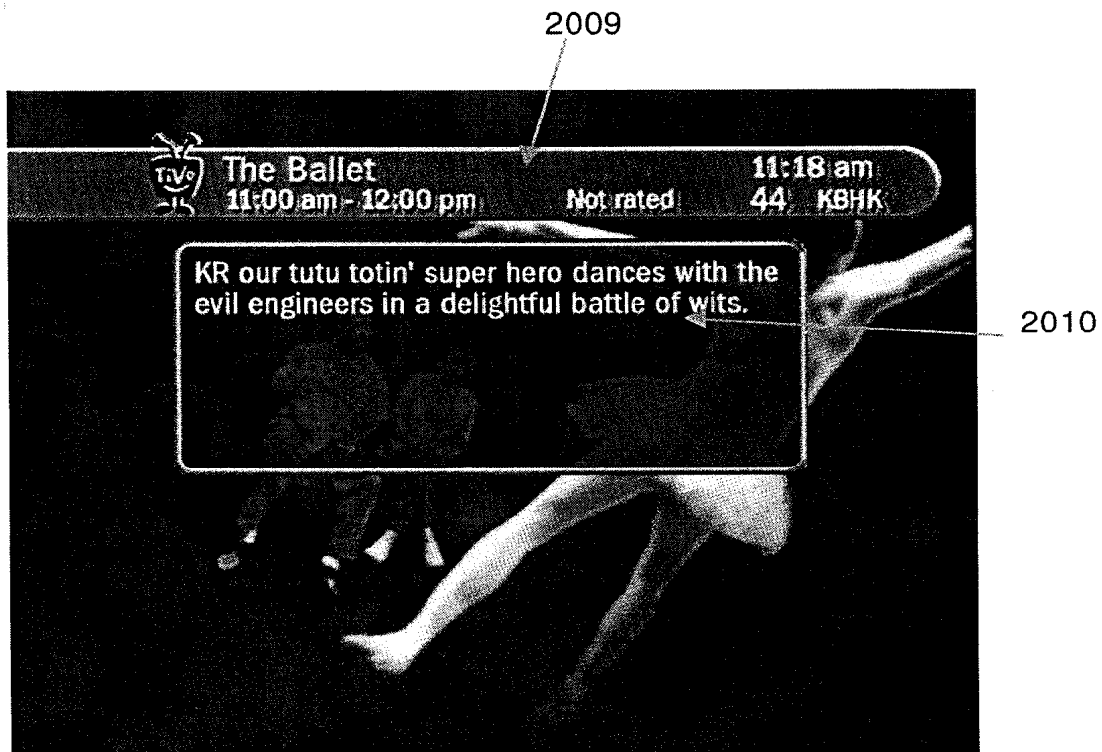 2009
TiVo The Ballet 11:18 am
11:00 am - 12:00 pm Not rated 44 KBHK
KR our tutu totin' super hero dances with the
evil engineers in a delightful battle of wits.
2010